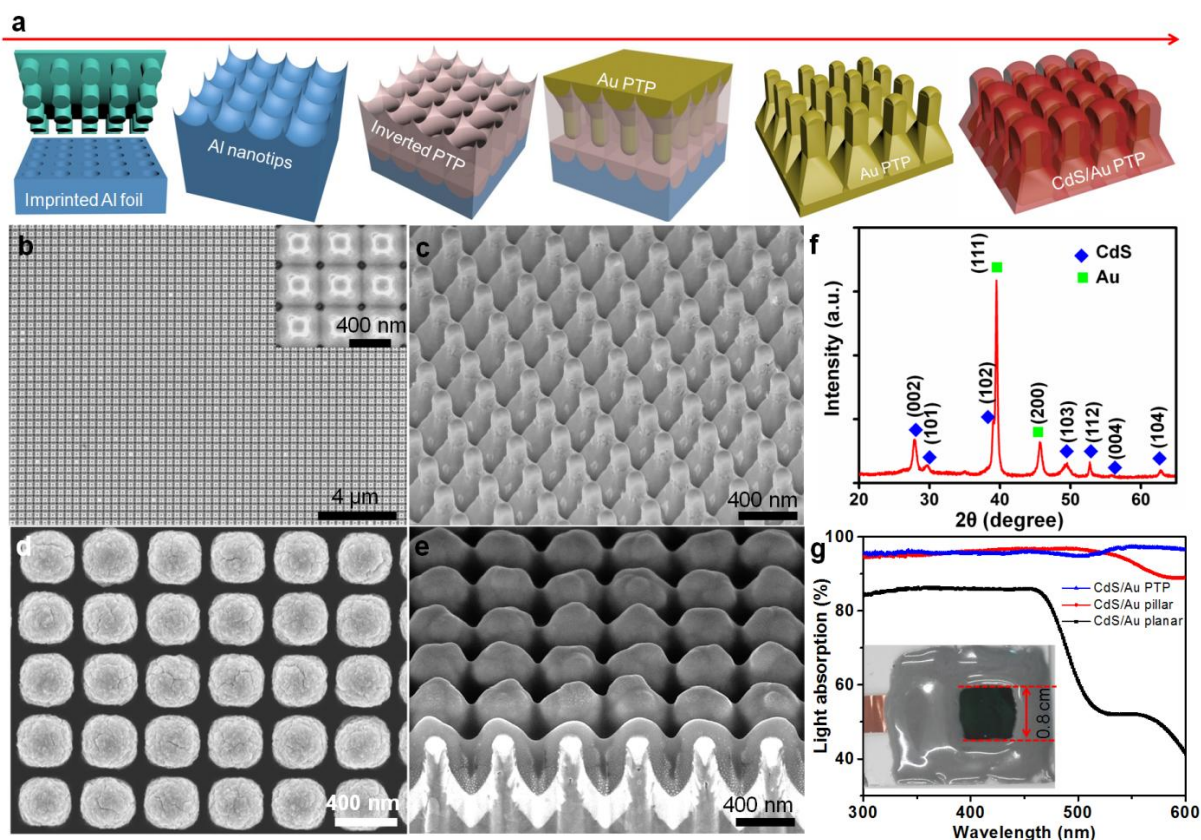 a
Imprinted Al foil
Al nanotips
Inverted PTP
Au PTP
Au PTP
CdS/Au PTP
b
400 nm
4 µm
c
400 nm
d
400 nm
e
400 nm
f
Intensity (a.u.)
CdS
Au
(002)
(101)
(102)
(111)
(200)
(103)
(112)
(004)
(104)
20 30 40 50 60
2θ (degree)
g
Light absorption (%)
100
80
60
40
CdS/Au PTP
CdS/Au pillar
CdS/Au planar
0.8 cm
300 400 500 600
Wavelength (nm)